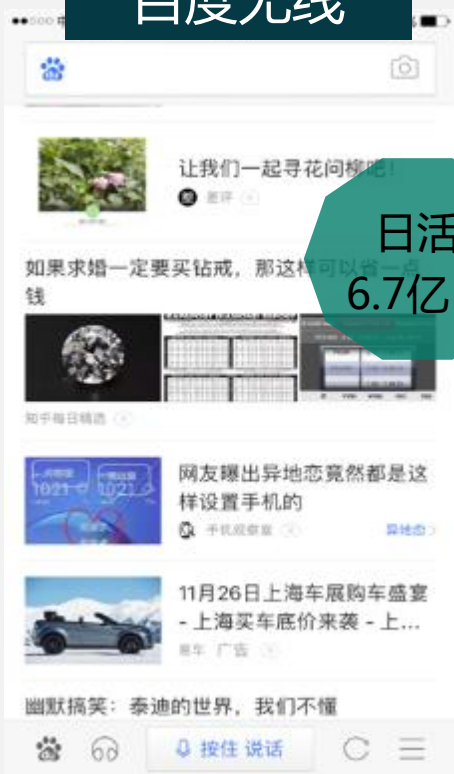 百度无线
让我们一起寻花问柳吧！
差评
日活
6.7亿
如果求婚一定要买钻戒，那这样可以省一点
钱
知乎每日精选
网友曝出异地恋竟然都是这
样设置手机的
手机观察室
异地恋
11月26日上海车展购车盛宴
- 上海买车底价来袭 - 上...
易车 广告
幽默搞笑：泰迪的世界，我们不懂
按住 说话